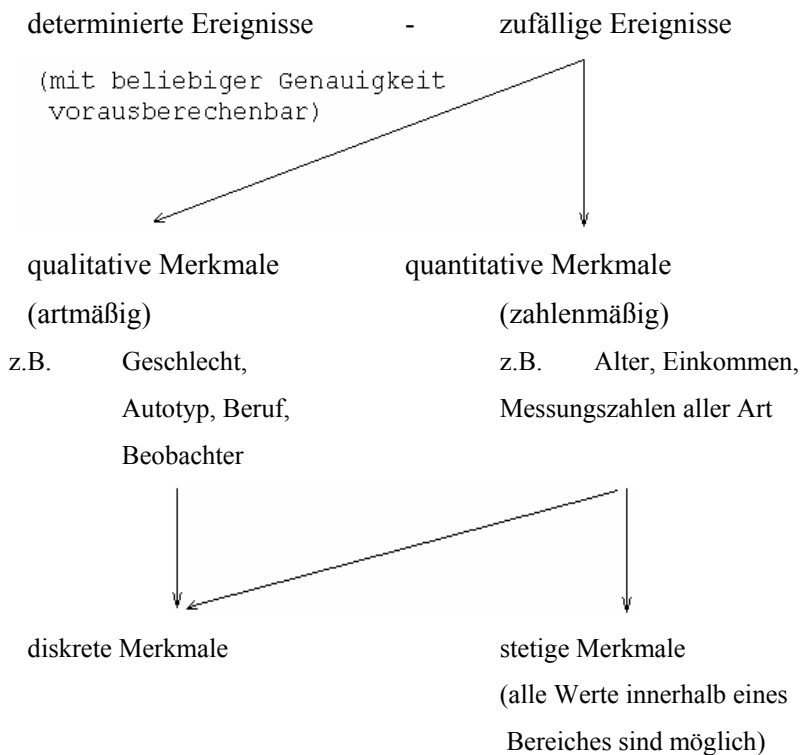 determinierte Ereignisse - zufällige Ereignisse
(mit beliebiger Genauigkeit
vorausberechenbar)
qualitative Merkmale quantitative Merkmale
(artmäßig) (zahlenmäßig)
z.B. Geschlecht, z.B. Alter, Einkommen,
Autotyp, Beruf, Messungszahlen aller Art
Beobachter
diskrete Merkmale stetige Merkmale
(alle Werte innerhalb eines
Bereiches sind möglich)